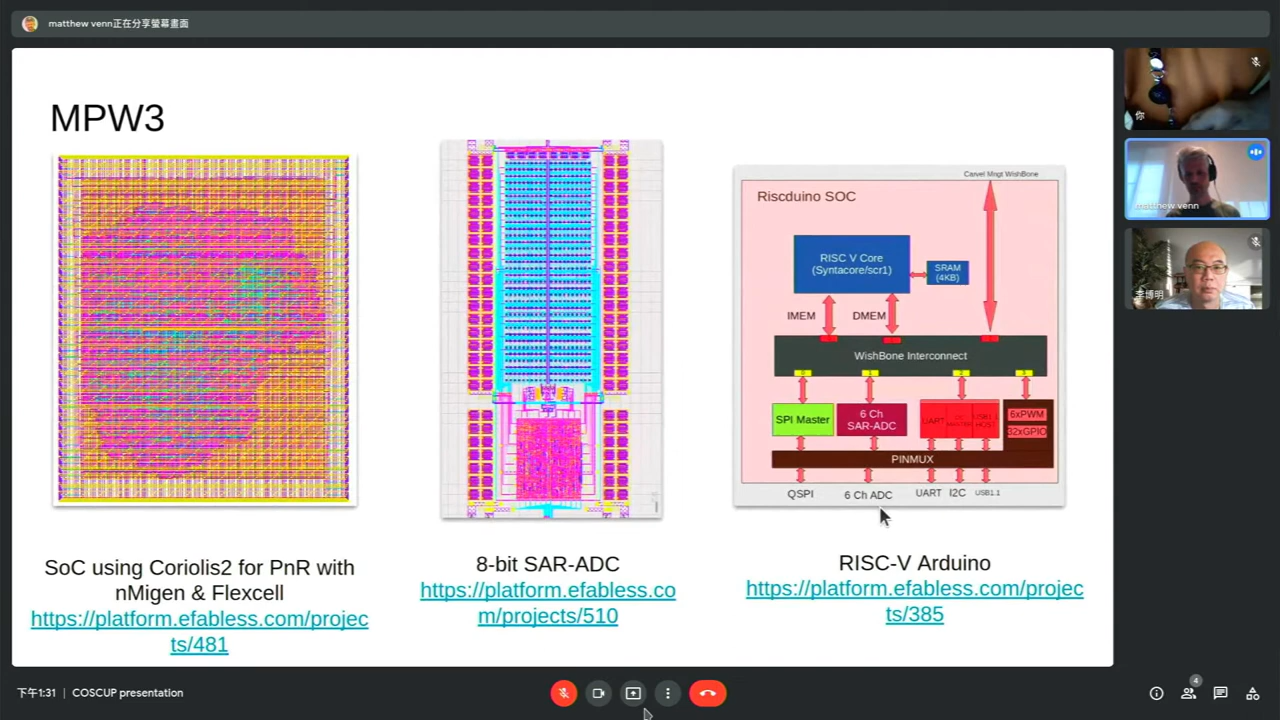 matthew venn正在分享螢幕畫面
MPW3
Caravel Mngt WishBone
Riscduino SOC
RISC V Core
(Syntacore/scr1)
SRAM
(4KB)
IMEM
DMEM
WishBone Interconnect
SPI Master
6 Ch
SAR-ADC
UART
6xPWM
32xGPIO
PINMUX
QSPI
6 Ch ADC
UART
I2C
USB1.1
SoC using Coriolis2 for PnR with
nMigen & Flexcell
https://platform.efabless.com/projec
ts/481
8-bit SAR-ADC
https://platform.efabless.co
m/projects/510
RISC-V Arduino
https://platform.efabless.com/projec
ts/385
你
matthew venn
李博明
下午1:31 | COSCUP presentation
4